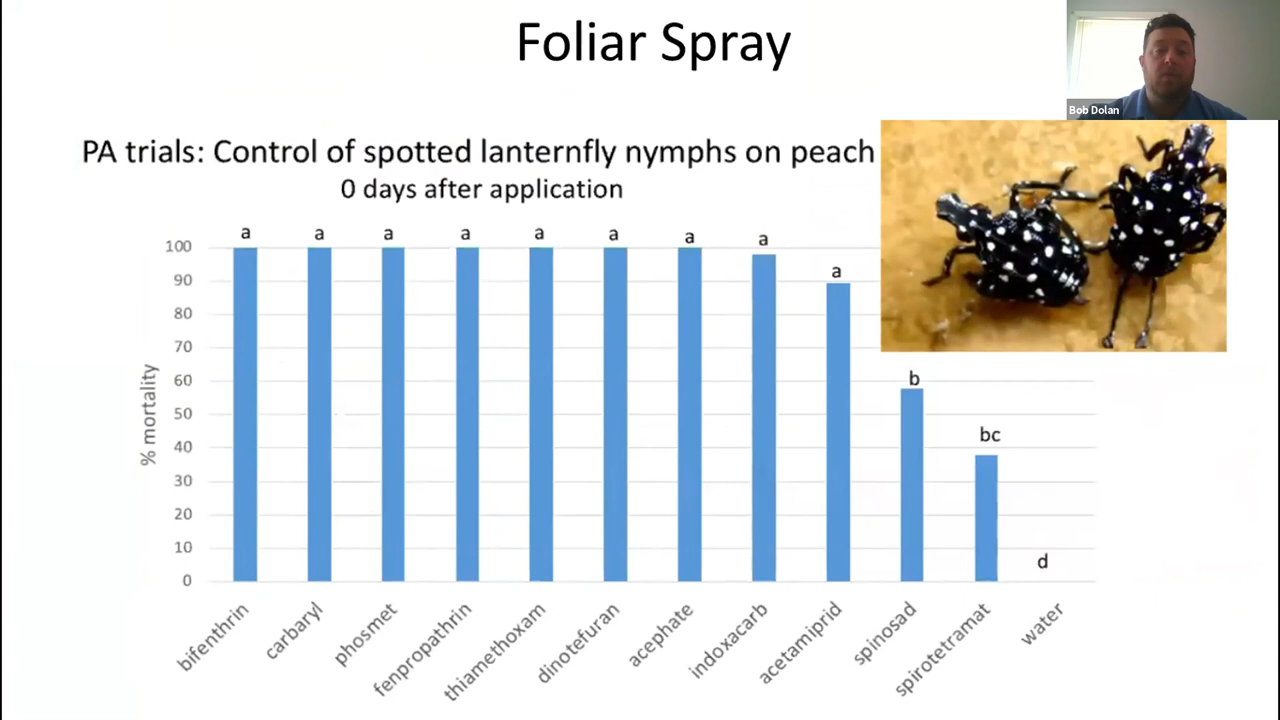 Foliar Spray
Bob Dolan
PA trials: Control of spotted lanternfly nymphs on peach
0 days after application
a a a a a a a a a b bc d
100
90
80
70
60
50
40
30
20
10
0
% mortality
bifenthrin
carbaryl
phosmet
fenpropathrin
thiamethoxam
dinotefuran
acephate
indoxacarb
acetamiprid
spinosad
spirotetramat
water